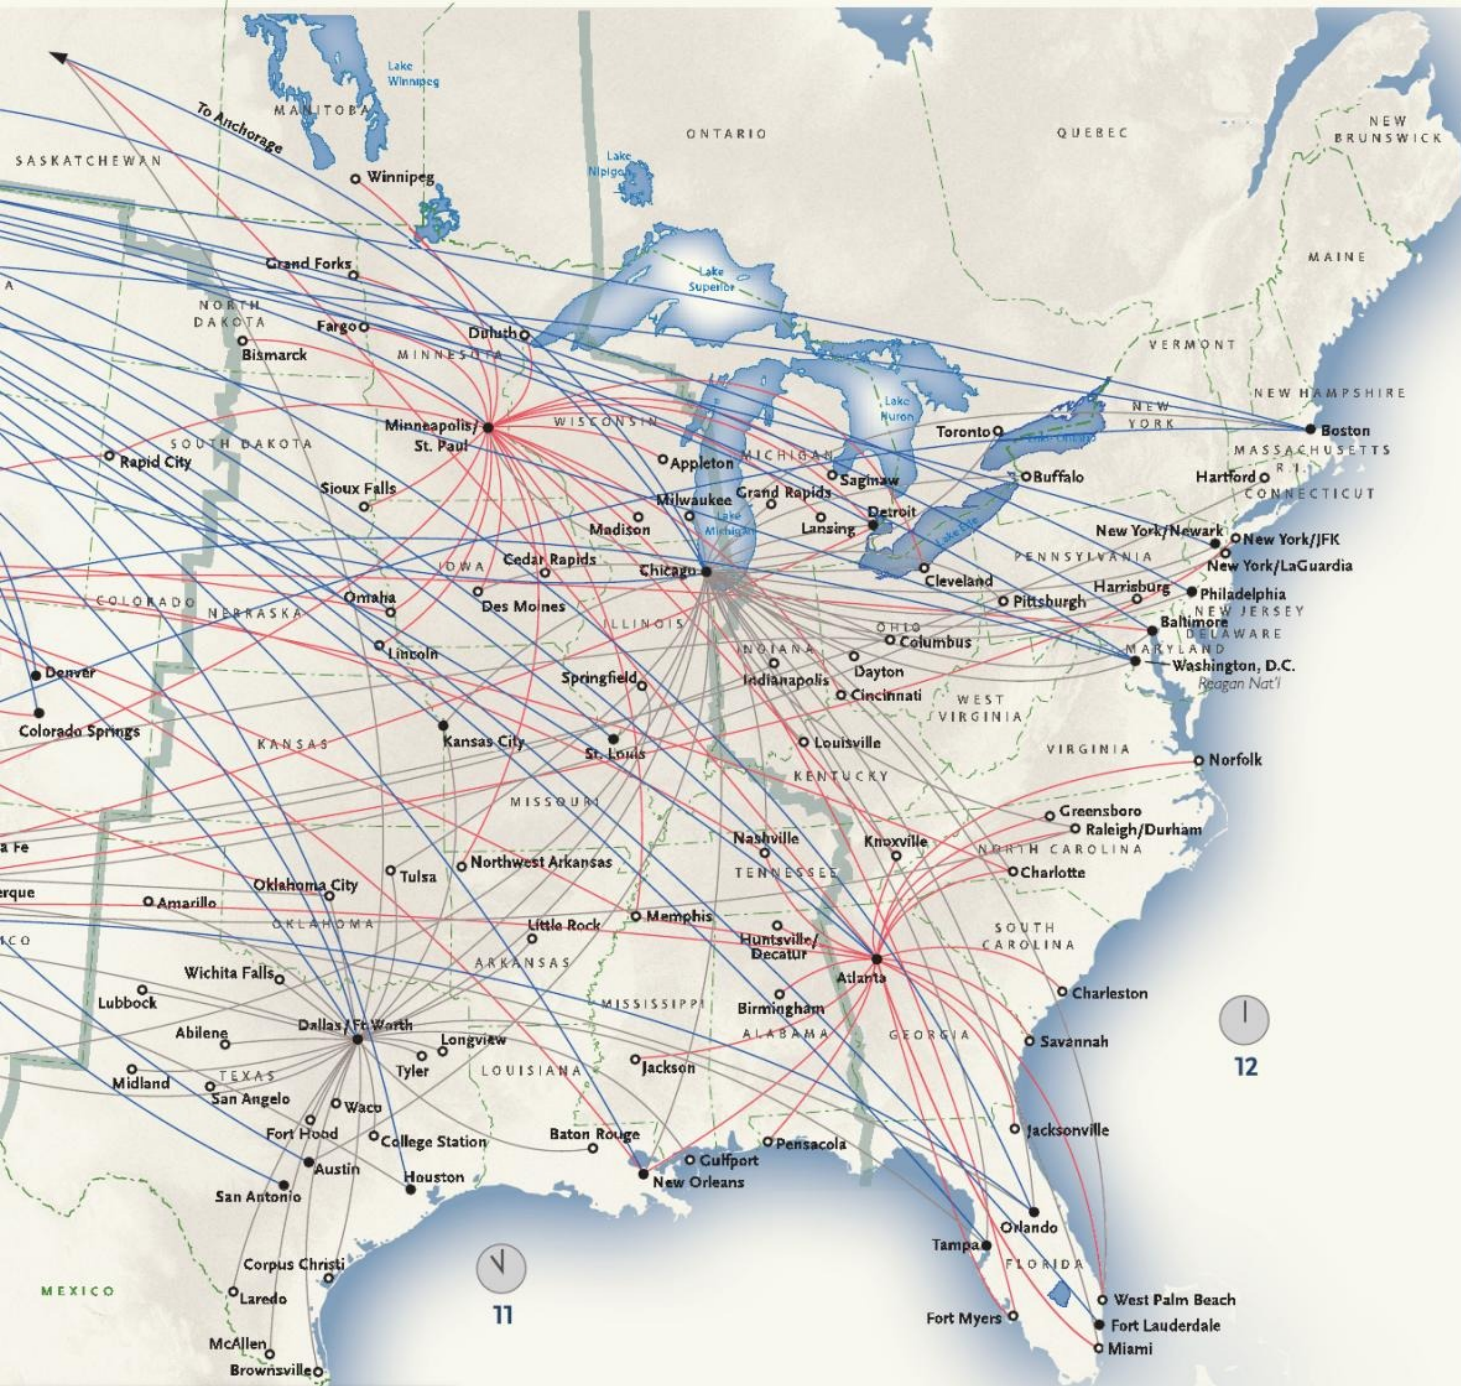 Lake
Winnipeg
MANITOBA
To Anchorage
ONTARIO
QUEBEC
NEW
BRUNSWICK
SASKATCHEWAN
Lake
Nipigon
Winnipeg
MAINE
Grand Forks
Lake
Superior
A
NORTH
DAKOTA
Fargo
Duluth
Bismarck
MINNESOTA
VERMONT
NEW HAMPSHIRE
Lake
Huron
NEW
YORK
Minneapolis/
St. Paul
WISCONSIN
Toronto
Lake Ontario
Boston
SOUTH DAKOTA
MICHIGAN
MASSACHUSETTS
R.I.
Rapid City
Appleton
Saginaw
Buffalo
Hartford
CONNECTICUT
Sioux Falls
Milwaukee
Grand Rapids
Madison
Lake
Michigan
Lansing
Detroit
Lake Erie
New York/Newark
New York/JFK
New York/LaGuardia
PENNSYLVANIA
IOWA
Cedar Rapids
Chicago
Cleveland
Harrisburg
Philadelphia
COLORADO
NEBRASKA
Omaha
Des Moines
Pittsburgh
NEW JERSEY
ILLINOIS
OHIO
Columbus
Baltimore
DELAWARE
MARYLAND
Lincoln
INDIANA
Indianapolis
Dayton
Washington, D.C.
Reagan Nat'l
Denver
Springfield
Cincinnati
WEST
VIRGINIA
Colorado Springs
KANSAS
Kansas City
St. Louis
Louisville
VIRGINIA
Norfolk
KENTUCKY
MISSOURI
Greensboro
Raleigh/Durham
a Fe
Nashville
Knoxville
NORTH CAROLINA
Northwest Arkansas
Tulsa
TENNESSEE
Charlotte
erque
Oklahoma City
Amarillo
OKLAHOMA
Little Rock
Memphis
ICO
Huntsville/
Decatur
SOUTH
CAROLINA
ARKANSAS
Wichita Falls
Atlanta
Lubbock
MISSISSIPPI
Birmingham
Charleston
Abilene
Dallas/Ft. Worth
Longview
ALABAMA
GEORGIA
Savannah
Midland
TEXAS
Tyler
LOUISIANA
Jackson
12
San Angelo
Waco
Fort Hood
College Station
Baton Rouge
Pensacola
Jacksonville
Austin
Gulfport
Houston
New Orleans
San Antonio
Orlando
Tampa
FLORIDA
Corpus Christi
MEXICO
Laredo
11
West Palm Beach
Fort Myers
Fort Lauderdale
McAllen
Miami
Brownsville